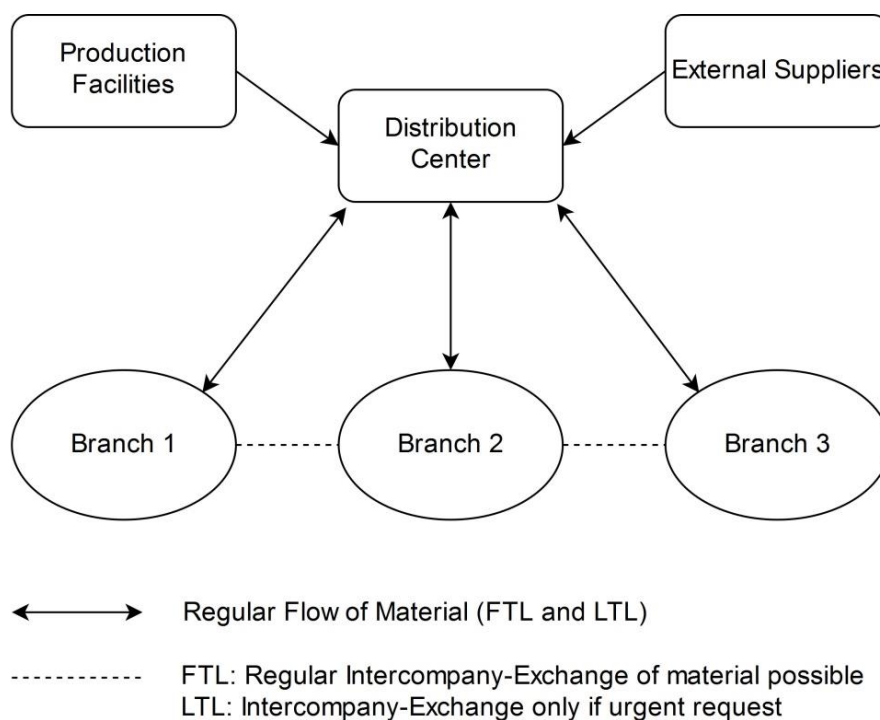 Production
Facilities
External Suppliers
Distribution
Center
Branch 1
Branch 2
Branch 3
Regular Flow of Material (FTL and LTL)
FTL: Regular Intercompany-Exchange of material possible
LTL: Intercompany-Exchange only if urgent request